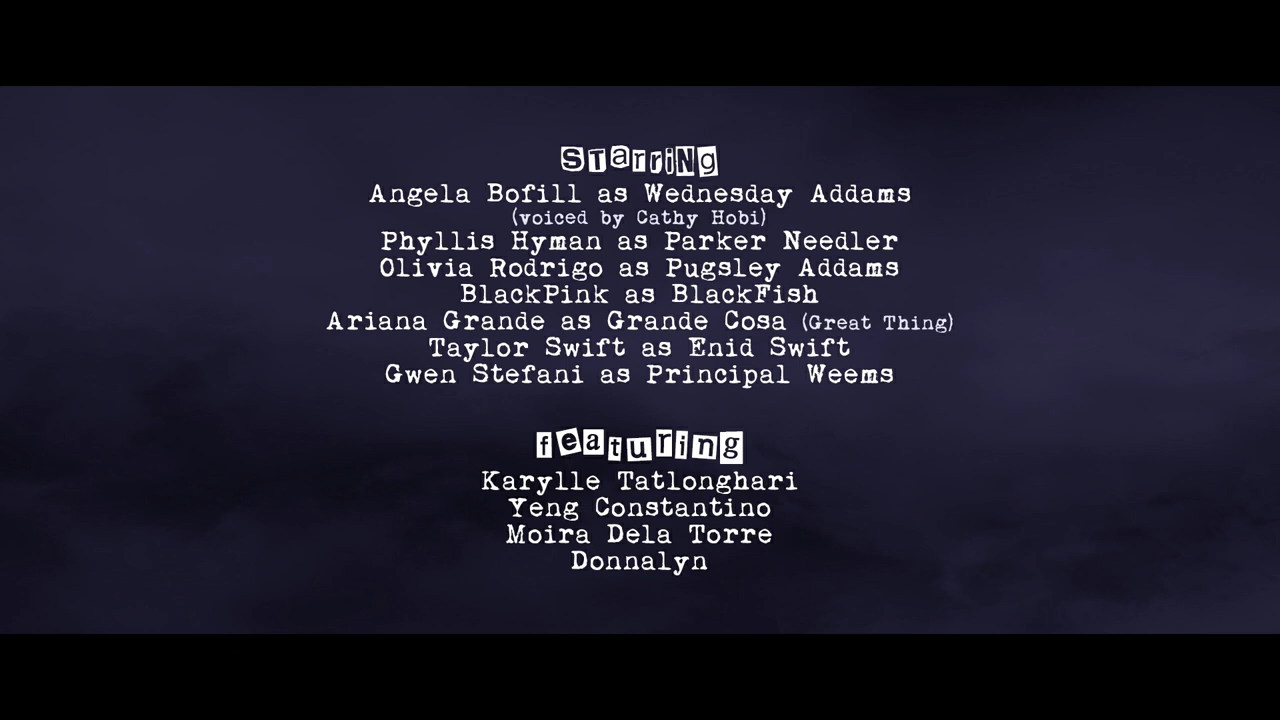 STarriNg
Angela Bofill as Wednesday Addams
(voiced by Cathy Hobi)
Phyllis Hyman as Parker Needler
Olivia Rodrigo as Pugsley Addams
BlackPink as BlackFish
Ariana Grande as Grande Cosa (Great Thing)
Taylor Swift as Enid Swift
Gwen Stefani as Principal Weems
featuring
Karylle Tatlonghari
Yeng Constantino
Moira Dela Torre
Donnalyn